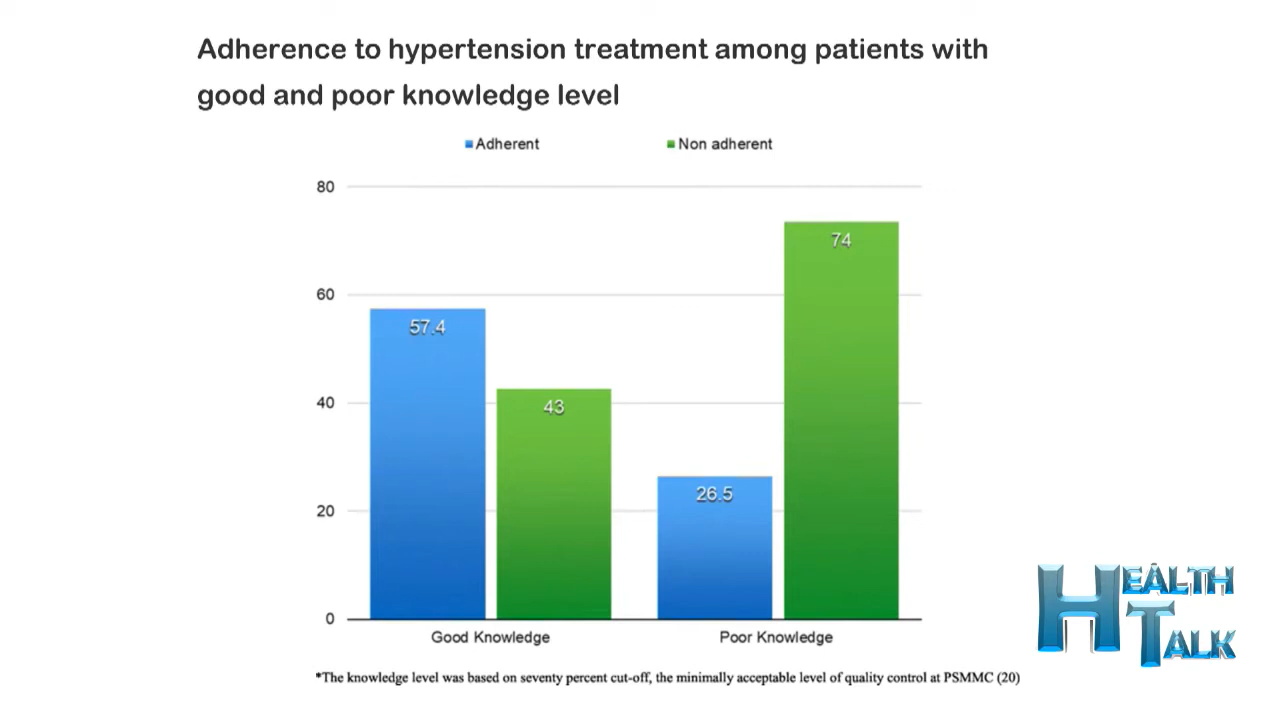 Adherence to hypertension treatment among patients with
good and poor knowledge level
Adherent
Non adherent
80
60
40
20
0
57.4
43
26.5
74
Good Knowledge
Poor Knowledge
*The knowledge level was based on seventy percent cut-off, the minimally acceptable level of quality control at PSMMC (20)
HEALTH
TALK